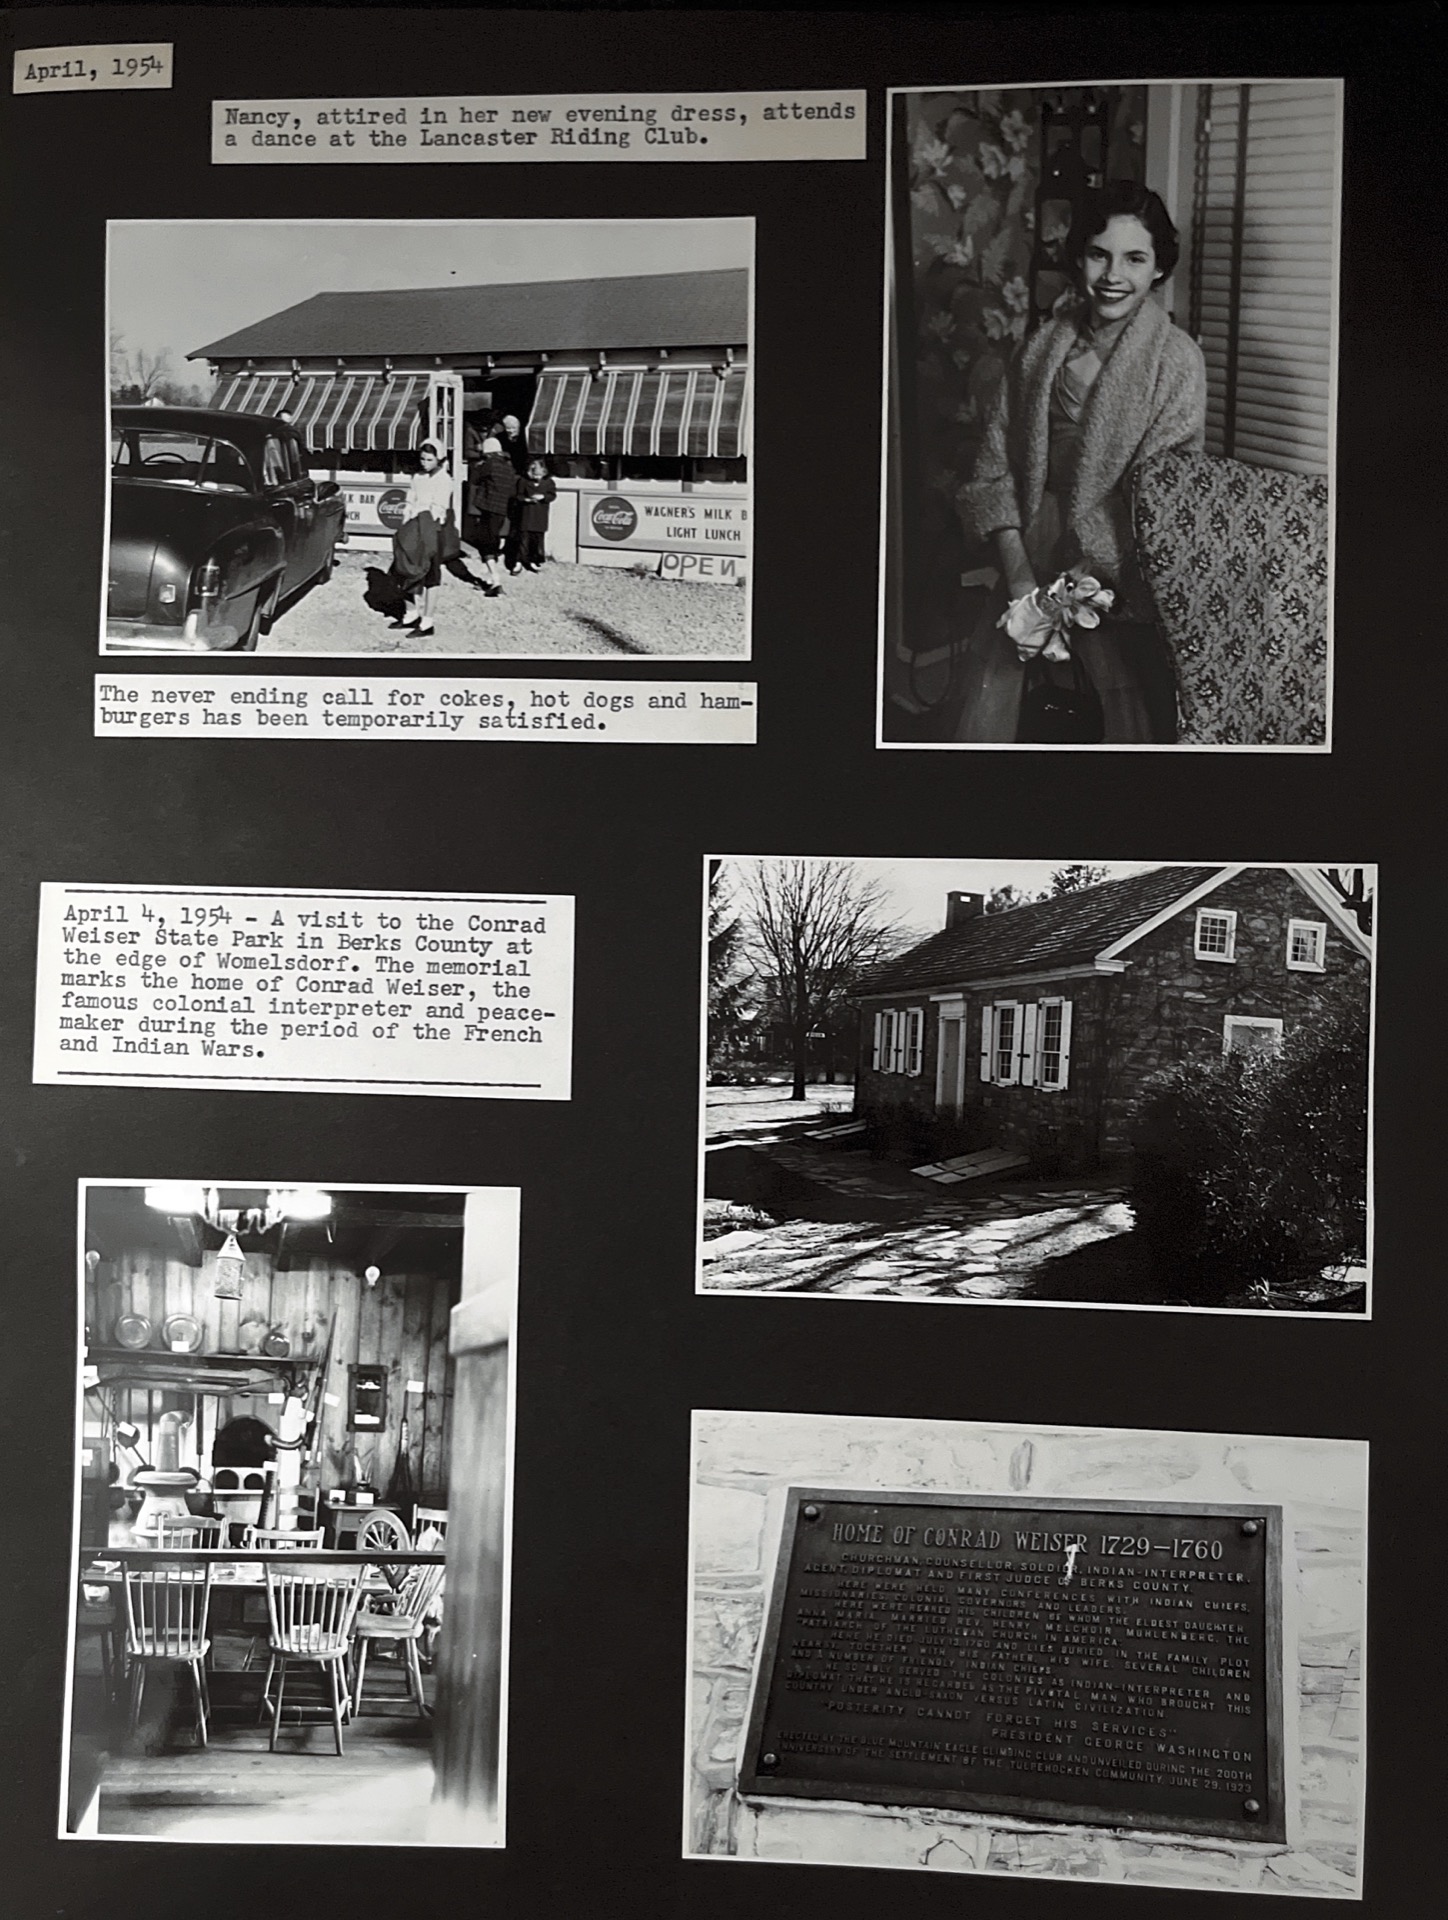 April, 1954
Nancy, attired in her new evening dress, attends
a dance at the Lancaster Riding Club.
LK BAR
Coca-Cola
NCH
Coca-Cola
WAGNER'S MILK B
LIGHT LUNCH
OPEN
The never ending call for cokes, hot dogs and ham-
burgers has been temporarily satisfied.
April 4, 1954 - A visit to the Conrad
Weiser State Park in Berks County at
the edge of Womelsdorf. The memorial
marks the home of Conrad Weiser, the
famous colonial interpreter and peace-
maker during the period of the French
and Indian Wars.
HOME OF CONRAD WEISER 1729-1760
CHURCHMAN, COUNSELLOR, SOLDIER, INDIAN-INTERPRETER,
AGENT, DIPLOMAT AND FIRST JUDGE OF BERKS COUNTY.
HERE WERE HELD MANY CONFERENCES WITH INDIAN CHIEFS,
MISSIONARIES, COLONIAL GOVERNORS AND LEADERS.
HERE WERE REARED HIS CHILDREN OF WHOM THE ELDEST DAUGHTER
ANNA MARIA, MARRIED REV. HENRY MELCHOIR MUHLENBERG, THE
"PATRIARCH OF THE LUTHERAN CHURCH IN AMERICA."
HERE HE DIED JULY 13, 1760 AND LIES BURIED IN THE FAMILY PLOT
NEARBY, TOGETHER WITH HIS FATHER, HIS WIFE, SEVERAL CHILDREN
AND A NUMBER OF FRIENDLY INDIAN CHIEFS.
HE SO ABLY SERVED THE COLONIES AS INDIAN-INTERPRETER AND
DIPLOMAT THAT HE IS REGARDED AS THE PIVOTAL MAN WHO BROUGHT THIS
COUNTRY UNDER ANGLO-SAXON VERSUS LATIN CIVILIZATION.
"POSTERITY CANNOT FORGET HIS SERVICES"
PRESIDENT GEORGE WASHINGTON
ERECTED BY THE BLUE MOUNTAIN EAGLE CLIMBING CLUB AND UNVEILED DURING THE 200TH
ANNIVERSARY OF THE SETTLEMENT OF THE TULPEHOCKEN COMMUNITY, JUNE 29, 1923